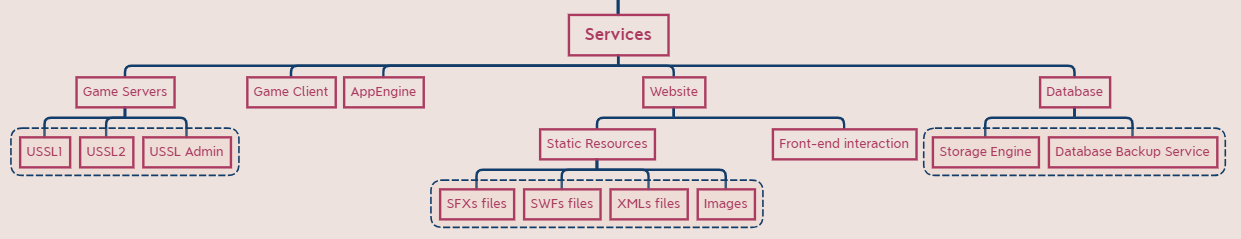 Services
Game Servers
Game Client
AppEngine
Website
Database
USSL1
USSL2
USSL Admin
Static Resources
Front-end interaction
Storage Engine
Database Backup Service
SFXs files
SWFs files
XMLs files
Images